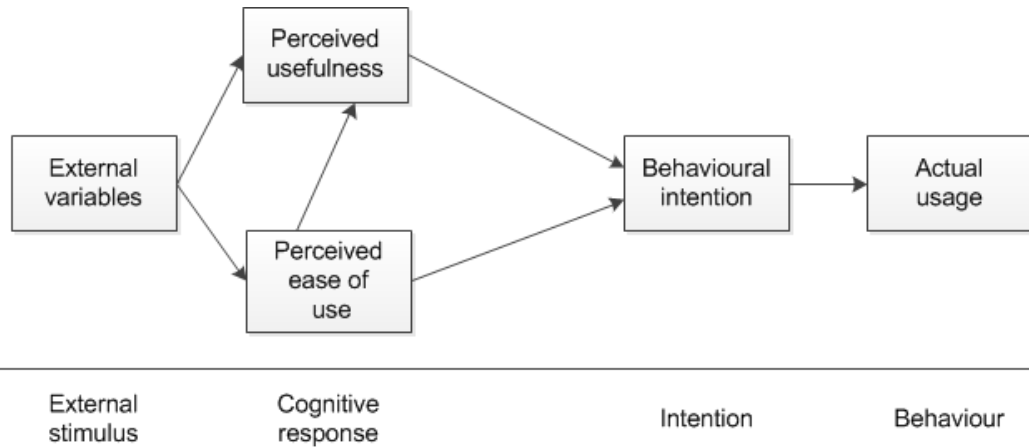 Perceived
usefulness
External
variables
Behavioural
intention
Actual
usage
Perceived
ease of
use
External
stimulus
Cognitive
response
Intention
Behaviour